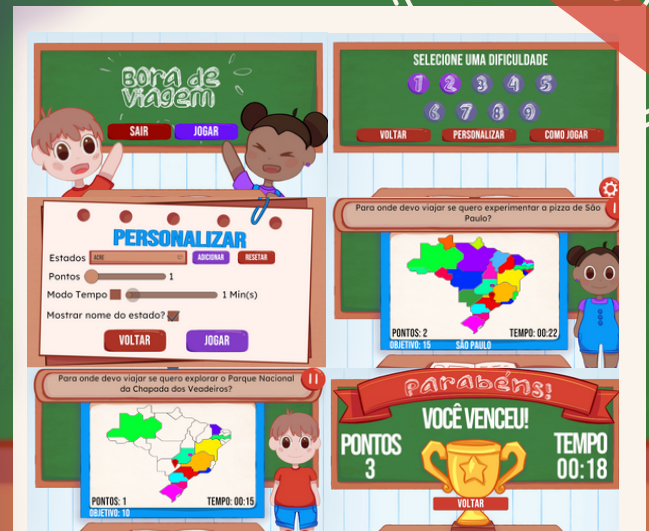 BORA DE
VIAGEM
SAIR
JOGAR
SELECIONE UMA DIFICULDADE
1 2 3 4 5
6 7 8 9
VOLTAR
PERSONALIZAR
COMO JOGAR
PERSONALIZAR
Estados ACRE ADICIONAR RESETAR
Pontos 1
Modo Tempo 1 Min(s)
Mostrar nome do estado?
VOLTAR
JOGAR
Para onde devo viajar se quero experimentar a pizza de São
Paulo?
PONTOS: 2
TEMPO: 00:22
OBJETIVO: 15
SÃO PAULO
Para onde devo viajar se quero explorar o Parque Nacional
da Chapada dos Veadeiros?
PONTOS: 1
TEMPO: 00:15
OBJETIVO: 10
Parabéns!
VOCÊ VENCEU!
PONTOS
3
TEMPO
00:18
VOLTAR